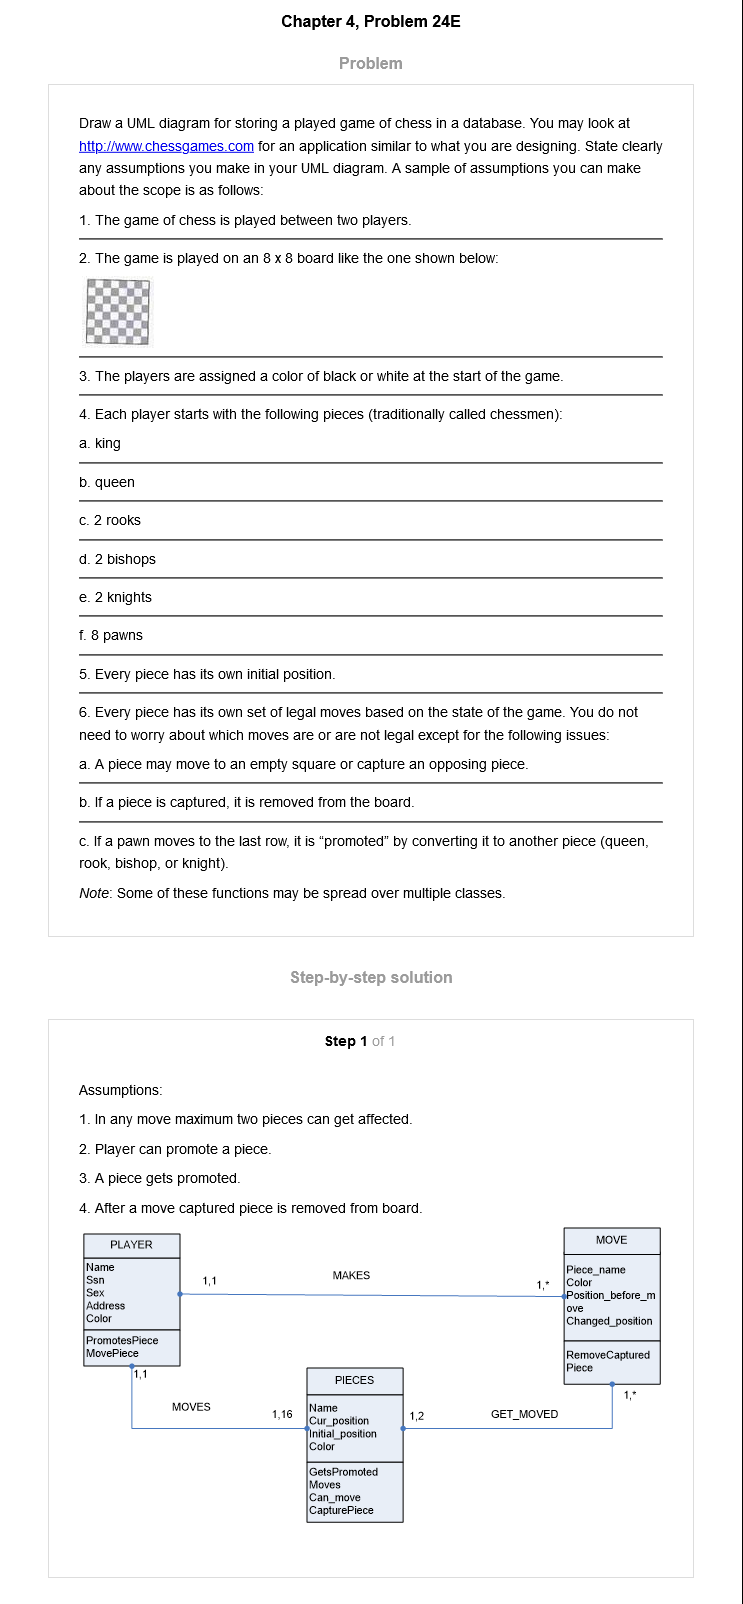 Chapter 4, Problem 24E
Problem
Draw a UML diagram for storing a played game of chess in a database. You may look at
http://www.chessgames.com for an application similar to what you are designing. State clearly
any assumptions you make in your UML diagram. A sample of assumptions you can make
about the scope is as follows:
1. The game of chess is played between two players.
2. The game is played on an 8 x 8 board like the one shown below:
3. The players are assigned a color of black or white at the start of the game.
4. Each player starts with the following pieces (traditionally called chessmen):
a. king
b. queen
c. 2 rooks
d. 2 bishops
e. 2 knights
f. 8 pawns
5. Every piece has its own initial position.
6. Every piece has its own set of legal moves based on the state of the game. You do not
need to worry about which moves are or are not legal except for the following issues:
a. A piece may move to an empty square or capture an opposing piece.
b. If a piece is captured, it is removed from the board.
c. If a pawn moves to the last row, it is “promoted” by converting it to another piece (queen,
rook, bishop, or knight).
Note: Some of these functions may be spread over multiple classes.
Step-by-step solution
Step 1 of 1
Assumptions:
1. In any move maximum two pieces can get affected.
2. Player can promote a piece.
3. A piece gets promoted.
4. After a move captured piece is removed from board.
PLAYER
Name
Ssn
Sex
Address
Color
PromotesPiece
MovePiece
1,1
MAKES
1,*
MOVE
Piece_name
Color
Position_before_m
ove
Changed_position
RemoveCaptured
Piece
1,1
MOVES
1,16
PIECES
Name
Cur_position
Initial_position
Color
GetsPromoted
Moves
Can_move
CapturePiece
1,2
GET_MOVED
1,*